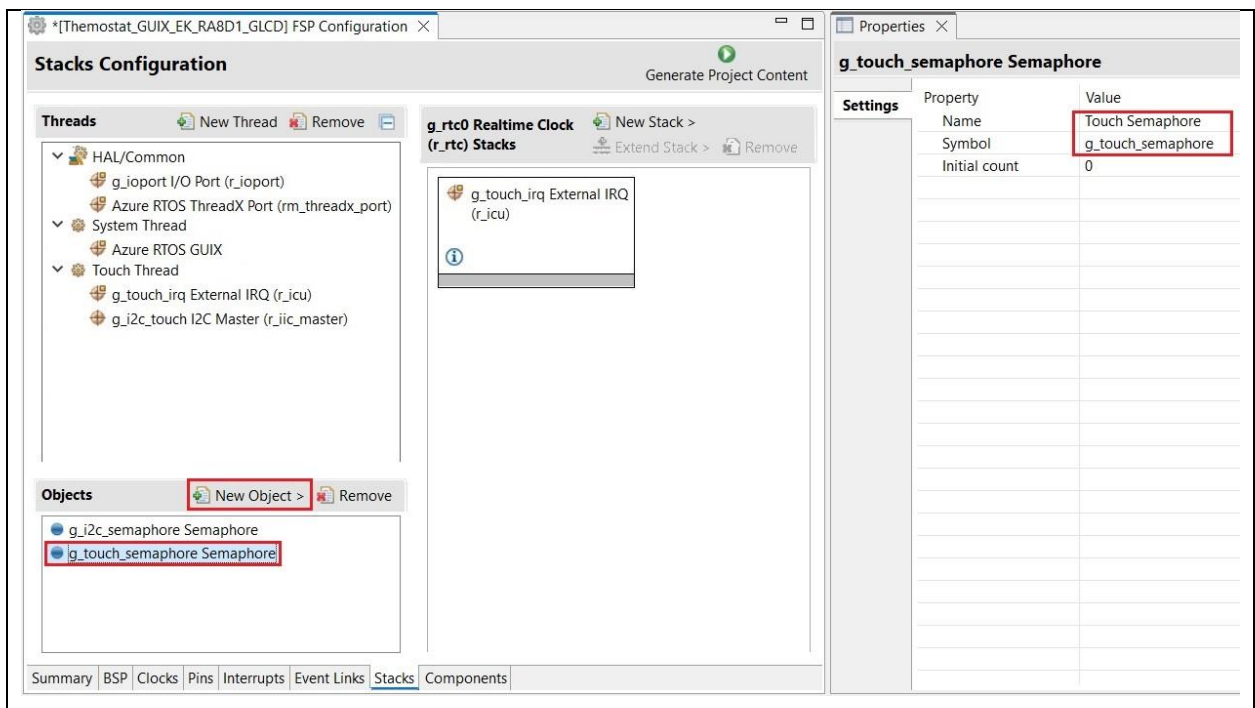 *[Themostat_GUIX_EK_RA8D1_GLCD] FSP Configuration
Stacks Configuration
Generate Project Content
Threads
New Thread
Remove
HAL/Common
g_ioport I/O Port (r_ioport)
Azure RTOS ThreadX Port (rm_threadx_port)
System Thread
Azure RTOS GUIX
Touch Thread
g_touch_irq External IRQ (r_icu)
g_i2c_touch I2C Master (r_iic_master)
Objects
New Object >
Remove
g_i2c_semaphore Semaphore
g_touch_semaphore Semaphore
g_rtc0 Realtime Clock
(r_rtc) Stacks
New Stack >
Extend Stack >
Remove
g_touch_irq External IRQ
(r_icu)
Summary BSP Clocks Pins Interrupts Event Links Stacks Components
Properties
g_touch_semaphore Semaphore
Settings
Property Value
Name Touch Semaphore
Symbol g_touch_semaphore
Initial count 0